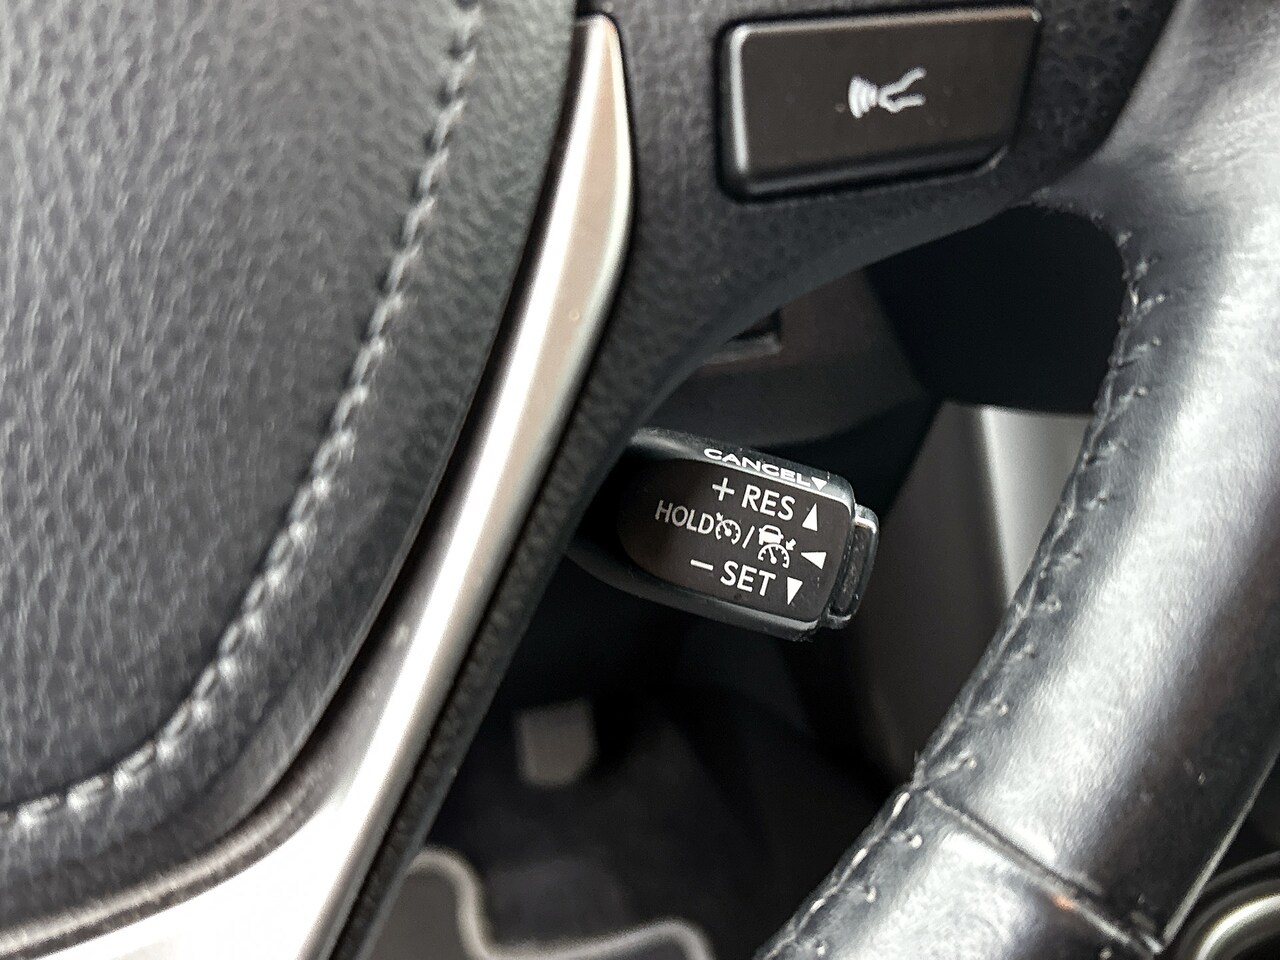 CANCEL▼
+ RES ▲
HOLD / ◀
− SET ▼